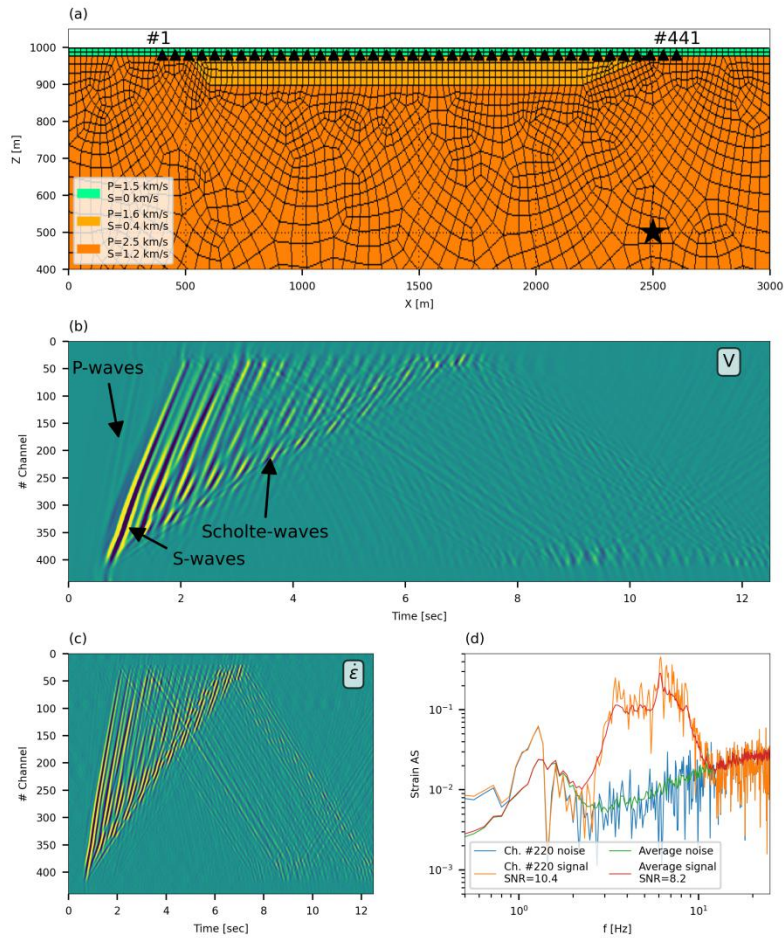 (a)
#1
#441
1000
900
800
700
600
500
400
Z [m]
P=1.5 km/s
S=0 km/s
P=1.6 km/s
S=0.4 km/s
P=2.5 km/s
S=1.2 km/s
0
500
1000
1500
2000
2500
3000
X [m]
(b)
0
50
100
150
200
250
300
350
400
# Channel
P-waves
V
Scholte-waves
S-waves
0
2
4
6
8
10
12
Time [sec]
(c)
0
50
100
150
200
250
300
350
400
# Channel
ε̇
0
2
4
6
8
10
12
Time [sec]
(d)
10⁻¹
10⁻²
10⁻³
Strain AS
Ch. #220 noise
Ch. #220 signal
SNR=10.4
Average noise
Average signal
SNR=8.2
10⁰
10¹
f [Hz]